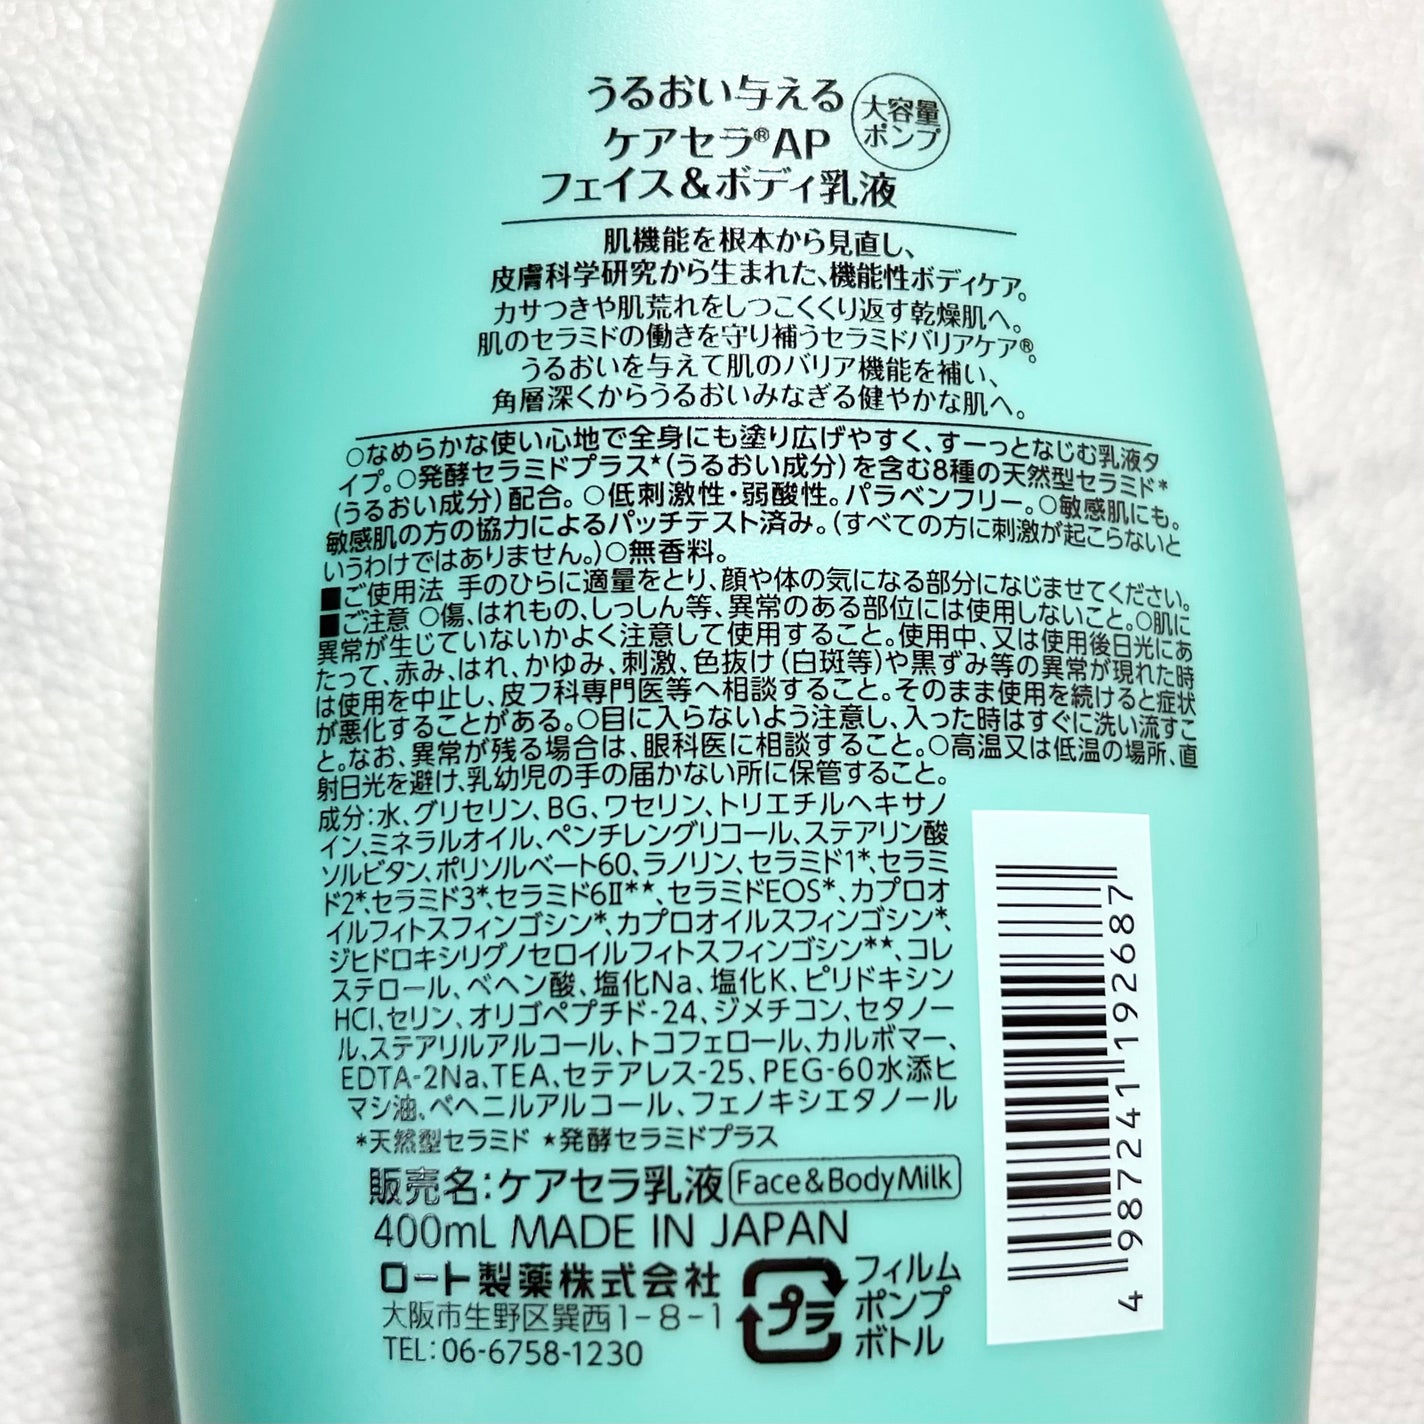 うるおい与える
大容量
ポンプ
ケアセラ®AP
フェイス&ボディ乳液
肌機能を根本から見直し、
皮膚科学研究から生まれた、機能性ボディケア。
カサつきや肌荒れをしつこくくり返す乾燥肌へ。
肌のセラミドの働きを守り補うセラミドバリアケア®。
うるおいを与えて肌のバリア機能を補い、
角層深くからうるおいみなぎる健やかな肌へ。
○なめらかな使い心地で全身にも塗り広げやすく、すーっとなじむ乳液タ
イプ。○発酵セラミドプラス*(うるおい成分)を含む8種の天然型セラミド*
(うるおい成分)配合。○低刺激性・弱酸性。パラベンフリー。○敏感肌にも。
敏感肌の方の協力によるパッチテスト済み。(すべての方に刺激が起こらないと
いうわけではありません。)○無香料。
■ご使用法 手のひらに適量をとり、顔や体の気になる部分になじませてください。
■ご注意 ○傷、はれもの、しっしん等、異常のある部位には使用しないこと。○肌に
異常が生じていないかよく注意して使用すること。使用中、又は使用後日光にあ
たって、赤み、はれ、かゆみ、刺激、色抜け(白斑等)や黒ずみ等の異常が現れた時
は使用を中止し、皮フ科専門医等へ相談すること。そのまま使用を続けると症状
が悪化することがある。○目に入らないよう注意し、入った時はすぐに洗い流すこ
と。なお、異常が残る場合は、眼科医に相談すること。○高温又は低温の場所、直
射日光を避け、乳幼児の手の届かない所に保管すること。
成分:水、グリセリン、BG、ワセリン、トリエチルヘキサノ
イン、ミネラルオイル、ペンチレングリコール、ステアリン酸
ソルビタン、ポリソルベート60、ラノリン、セラミド1*、セラミ
ド2*、セラミド3*、セラミド6Ⅱ*★、セラミドEOS*、カプロオ
イルフィトスフィンゴシン*、カプロオイルスフィンゴシン*、
ジヒドロキシリグノセロイルフィトスフィンゴシン*★、コレ
ステロール、ベヘン酸、塩化Na、塩化K、ピリドキシン
HCl、セリン、オリゴペプチド-24、ジメチコン、セタノー
ル、ステアリルアルコール、トコフェロール、カルボマー、
EDTA-2Na、TEA、セテアレス-25、PEG-60水添ヒ
マシ油、ベヘニルアルコール、フェノキシエタノール
*天然型セラミド ★発酵セラミドプラス
販売名:ケアセラ乳液 Face&BodyMilk
400mL MADE IN JAPAN
ロート製薬株式会社
大阪市生野区巽西1-8-1
TEL:06-6758-1230
プラ
フィルム
ポンプ
ボトル
4 987241 192687